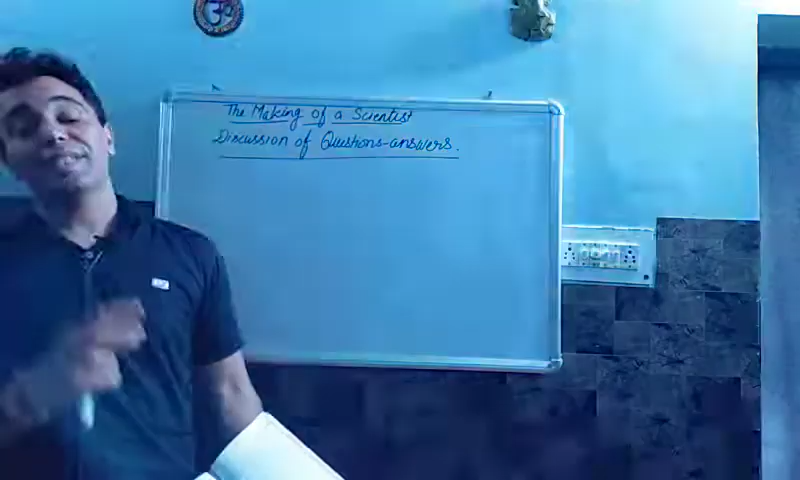 The Making of a Scientist
Discussion of Questions-answers.
ॐ